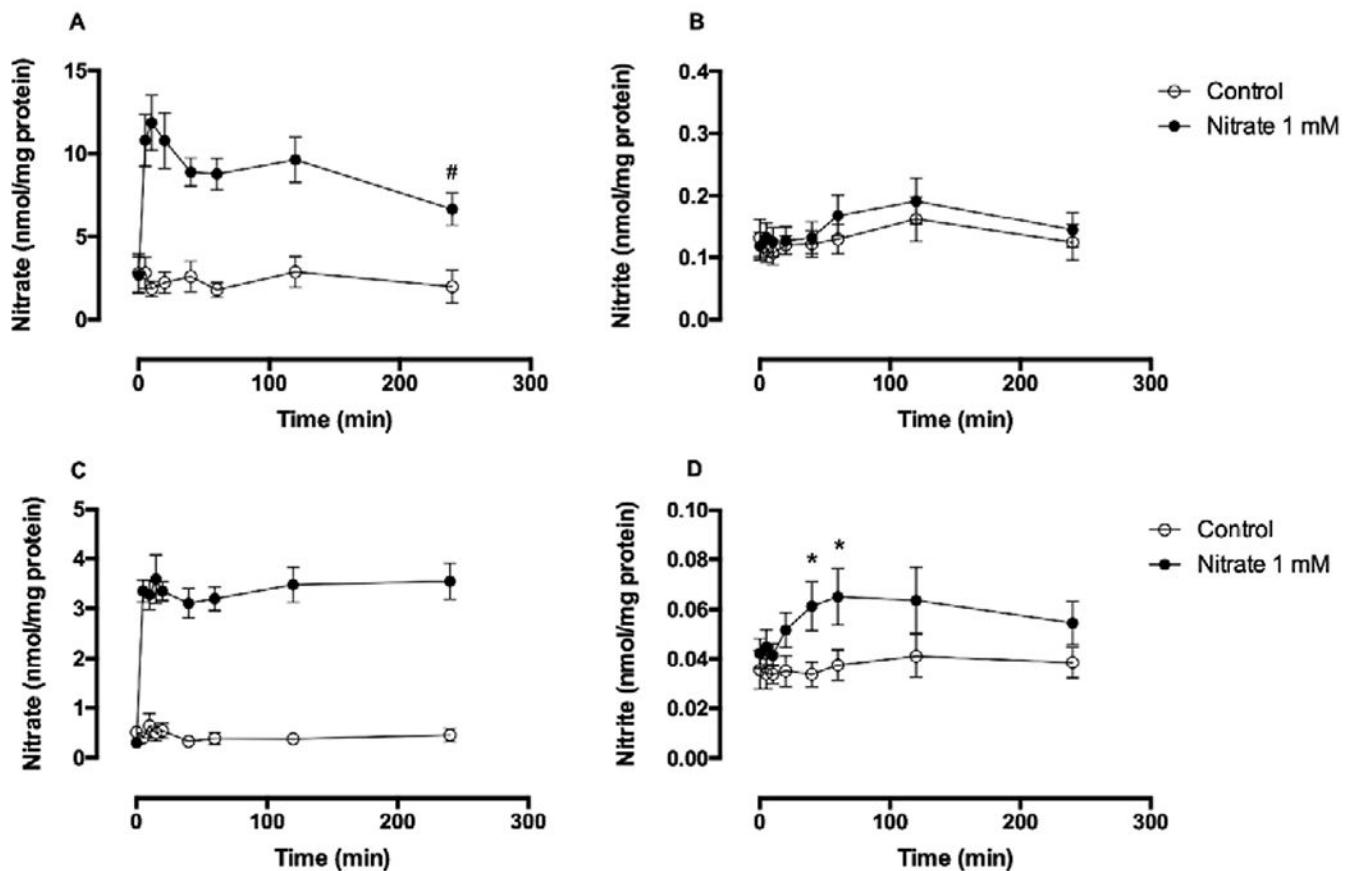 A
Nitrate (nmol/mg protein)
15
10
5
0
#
0 100 200 300
Time (min)
B
Nitrite (nmol/mg protein)
0.4
0.3
0.2
0.1
0.0
0 100 200 300
Time (min)
Control
Nitrate 1 mM
C
Nitrate (nmol/mg protein)
5
4
3
2
1
0
0 100 200 300
Time (min)
D
Nitrite (nmol/mg protein)
0.10
0.08
0.06
0.04
0.02
0.00
* *
0 100 200 300
Time (min)
Control
Nitrate 1 mM